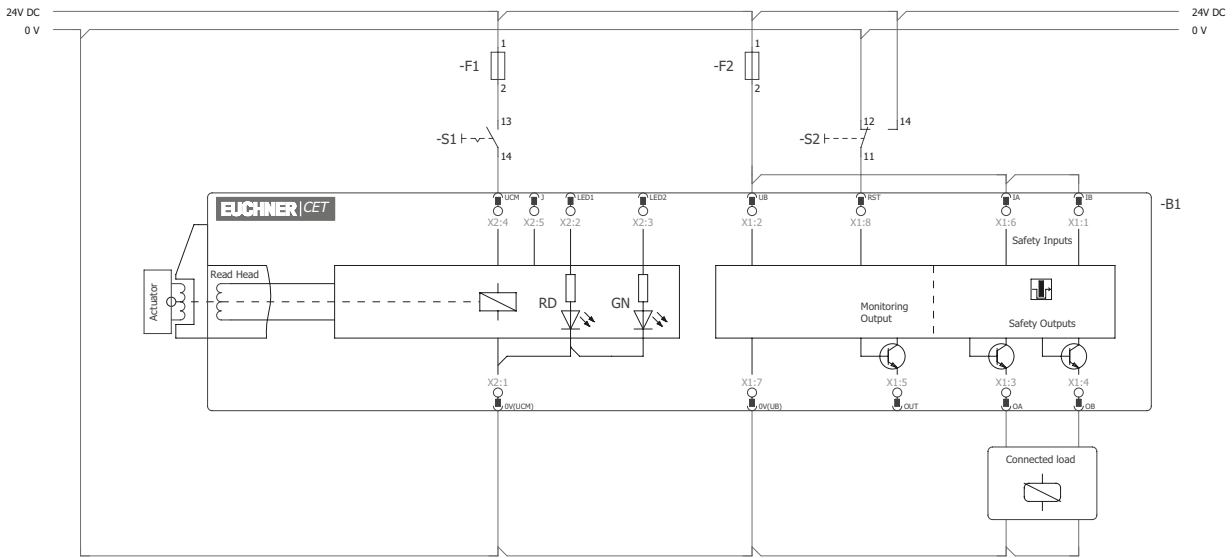 24V DC
24V DC
0 V
0 V
1
1
-F1
-F2
2
2
13
12
14
-S1
-S2
14
11
EUCHNER CET
UCM
J
LED1
LED2
UB
RST
IA
IB
-B1
X2:4
X2:5
X2:2
X2:3
X1:2
X1:8
X1:6
X1:1
Safety Inputs
Read Head
Actuator
RD
GN
Monitoring
Output
Safety Outputs
X2:1
X1:7
X1:5
X1:3
X1:4
0V(UCM)
0V(UB)
OUT
OA
OB
Connected load